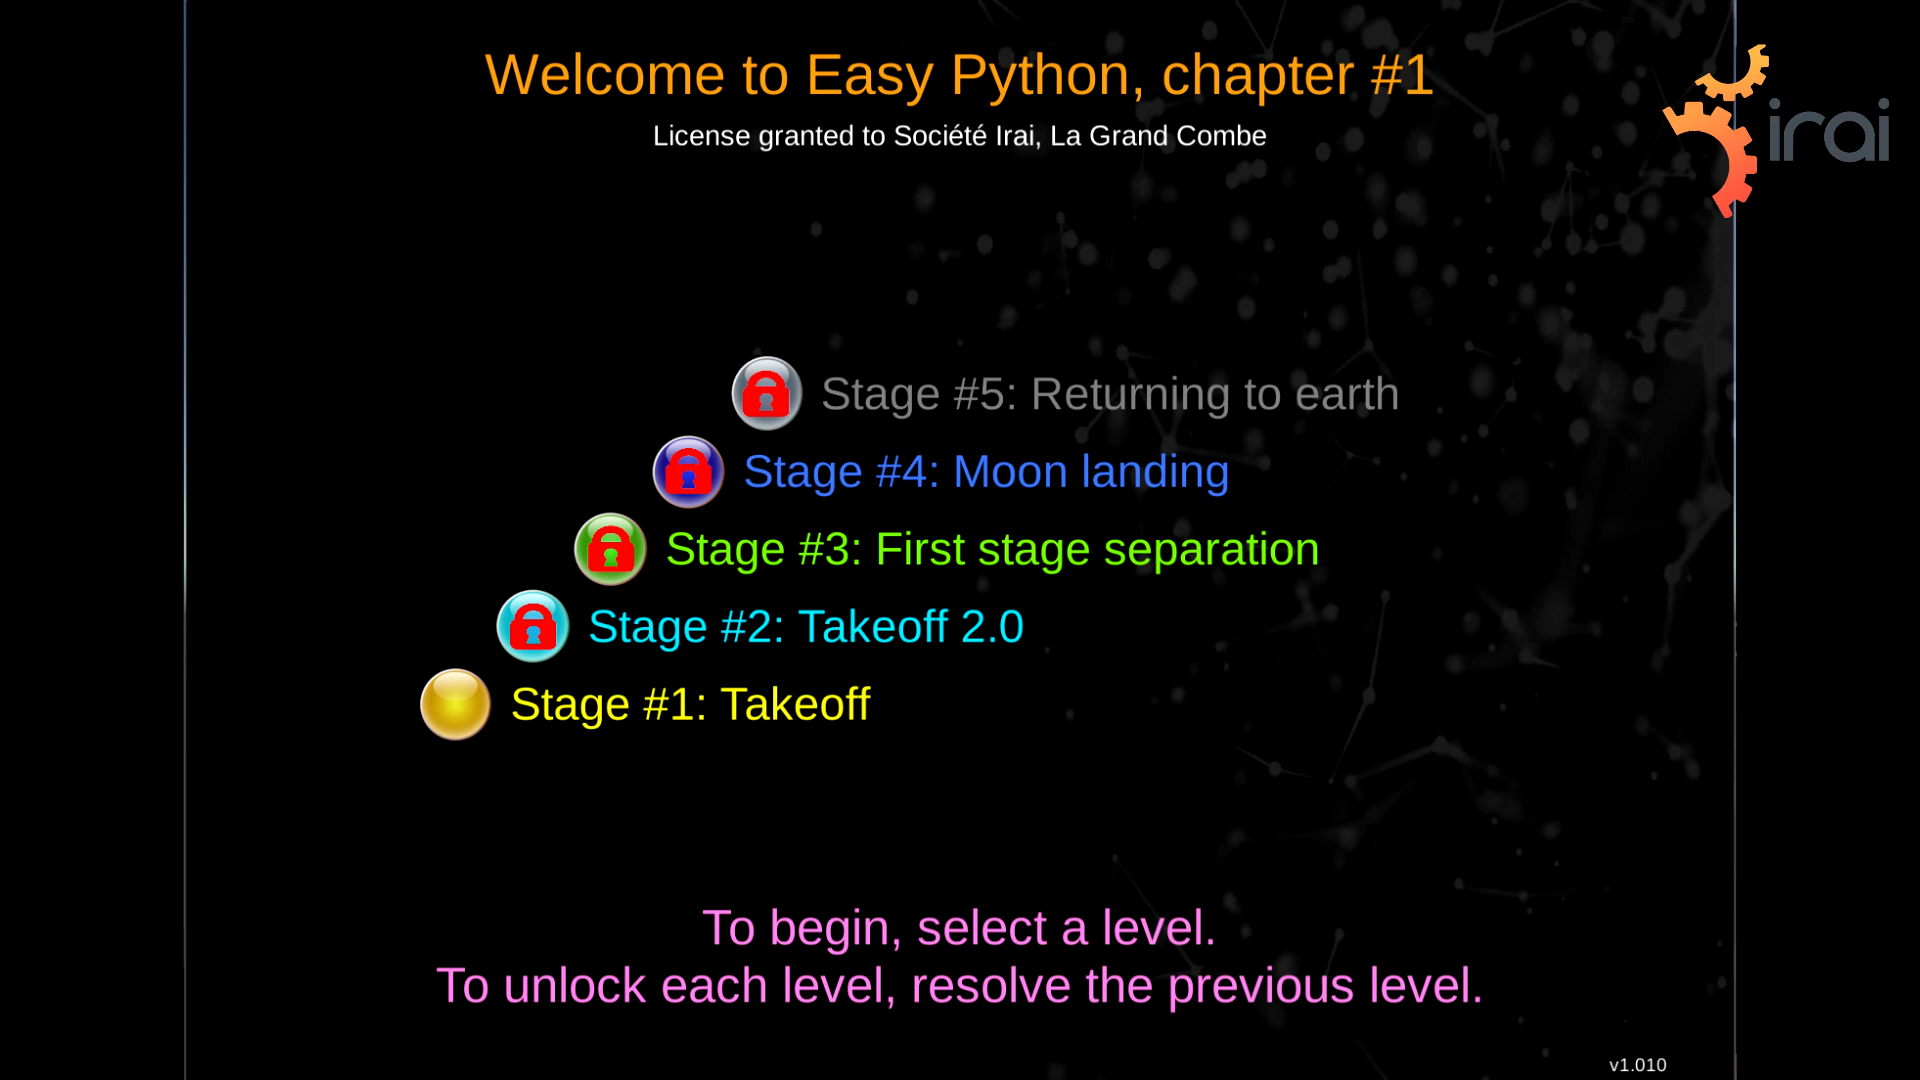 Welcome to Easy Python, chapter #1
License granted to Société Irai, La Grand Combe
irai
Stage #5: Returning to earth
Stage #4: Moon landing
Stage #3: First stage separation
Stage #2: Takeoff 2.0
Stage #1: Takeoff
To begin, select a level.
To unlock each level, resolve the previous level.
v1.010